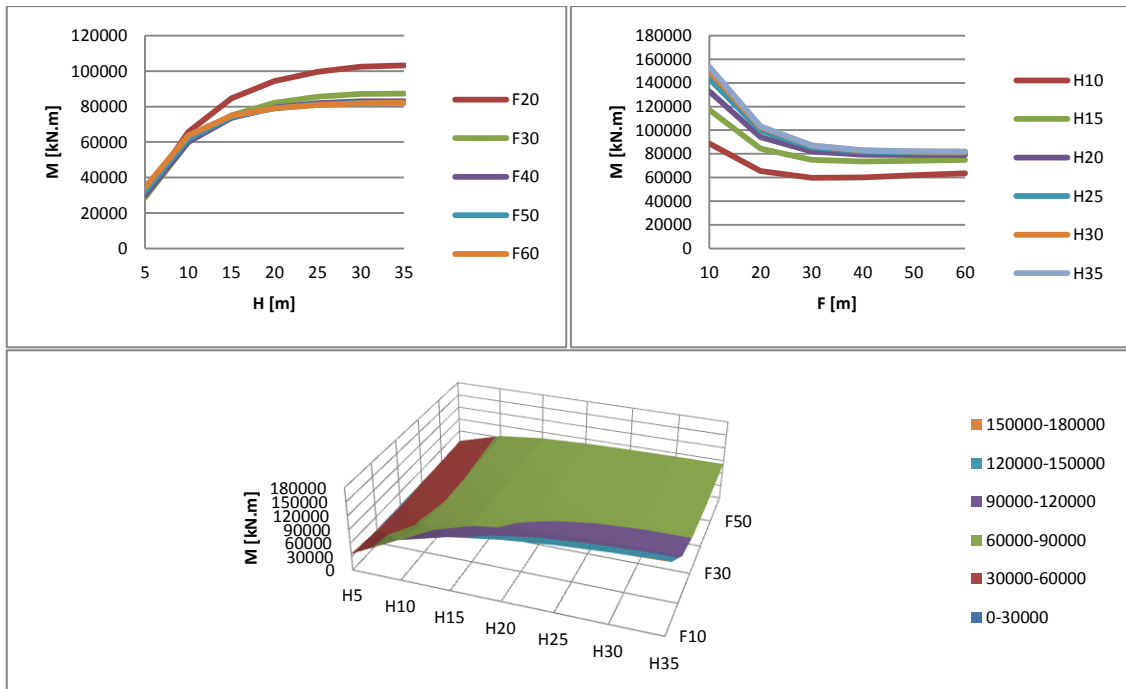 120000
100000
80000
60000
40000
20000
0
M [kN.m]
5 10 15 20 25 30 35
H [m]
F20
F30
F40
F50
F60
180000
160000
140000
120000
100000
80000
60000
40000
20000
0
M [kN.m]
10 20 30 40 50 60
F [m]
H10
H15
H20
H25
H30
H35
180000
150000
120000
90000
60000
30000
0
M [kN.m]
H5
H10
H15
H20
H25
H30
H35
F10
F30
F50
150000-180000
120000-150000
90000-120000
60000-90000
30000-60000
0-30000